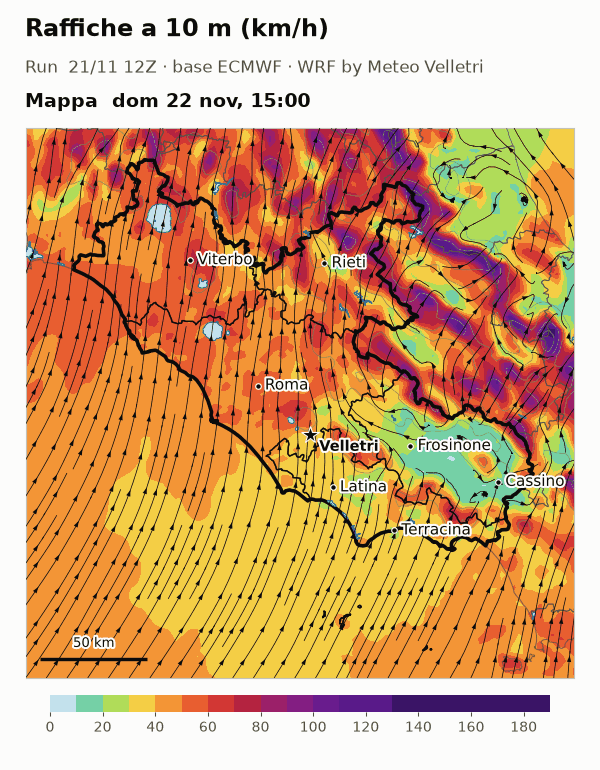 Raffiche a 10 m (km/h)
Run  21/11 12Z · base ECMWF · WRF by Meteo Velletri
Mappa  dom 22 nov, 15:00
Viterbo
Rieti
Roma
Velletri
Frosinone
Latina
Cassino
Terracina
50 km
0 20 40 60 80 100 120 140 160 180